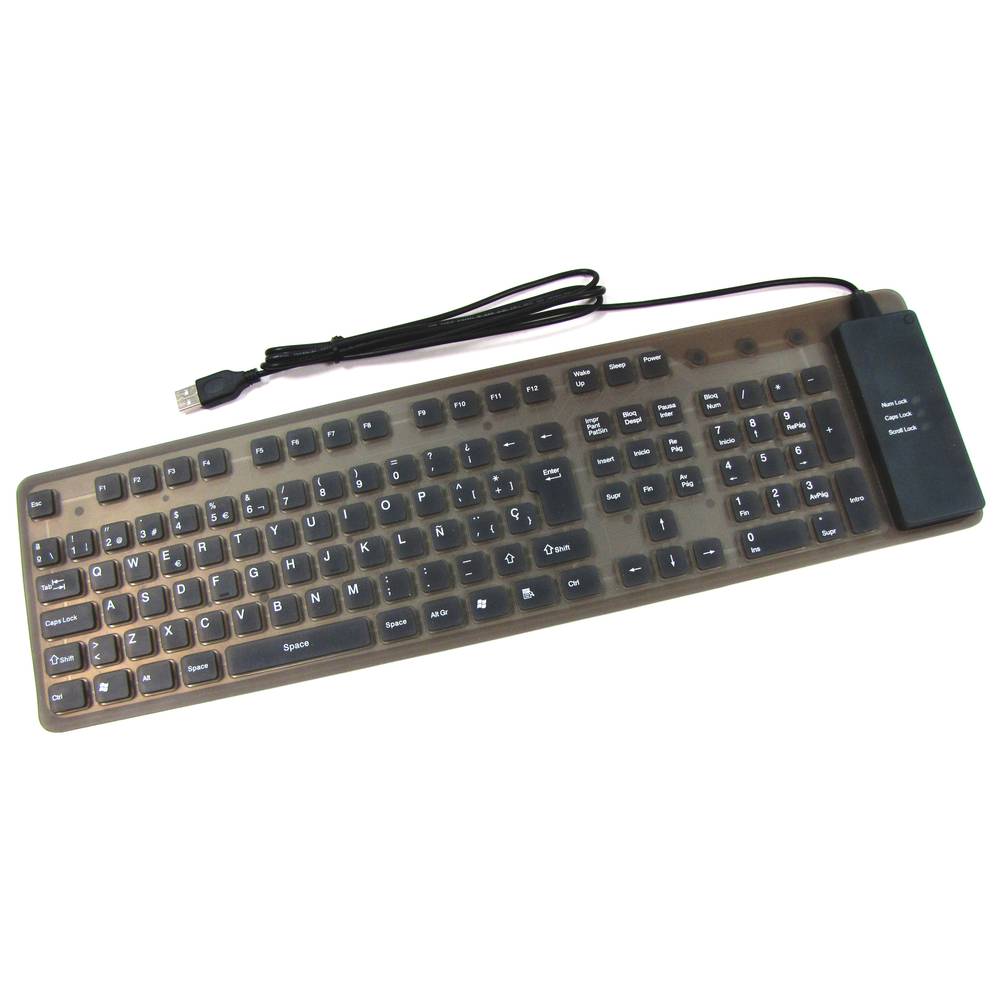 Wake Up
Sleep
Power
F9
F10
F11
F12
F5
F6
F7
F8
F1
F2
F3
F4
Esc
Num Lock
Caps Lock
Scroll Lock
Impr Pant PetSin
Bloq Despl
Pausa Inter
Bloq Num
/
*
-
ª º \
! 1 |
" 2 @
· 3 #
$ 4
% 5 €
& 6 ¬
/ 7
( 8
) 9
= 0
? '
¿ ¡
←
←
Insert
Inicio
Re Pág
7 Inicio
8 ↑
9 RePág
+
Tab
Q
W
E €
R
T
Y
U
I
O
P
^ ` [
* + ]
Enter
Supr
Fin
Av Pág
4 ←
5
6 →
Caps Lock
A
S
D
F
G
H
J
K
L
Ñ
¨ ´ {
Ç }
↑
1 Fin
2 ↓
3 AvPág
Intro
⇧ Shift
> <
Z
X
C
V
B
N
M
; ,
: .
_ -
⇧
⇧ Shift
←
↓
→
0 Ins
• Supr
Ctrl
Alt
Space
Space
Space
Alt Gr
Ctrl